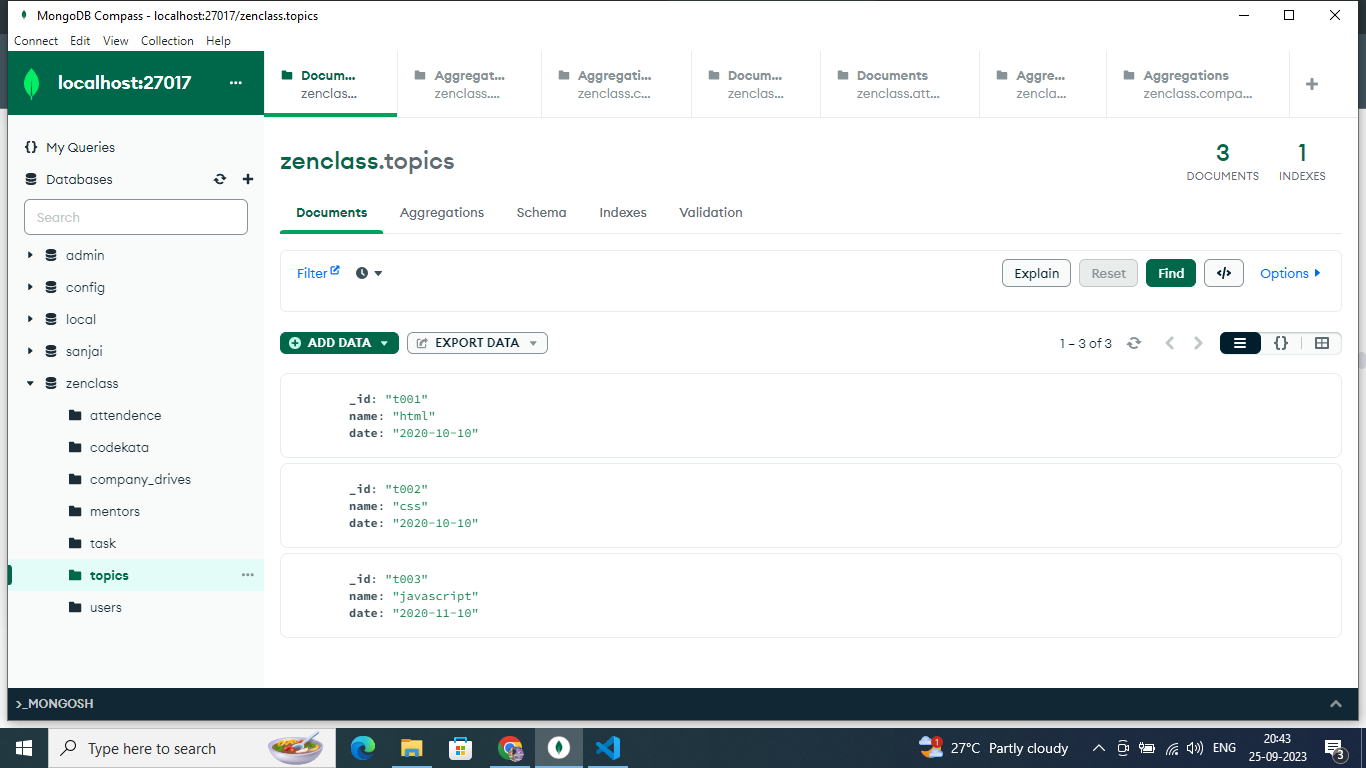 MongoDB Compass - localhost:27017/zenclass.topics
Connect Edit View Collection Help
localhost:27017 ...
Docum... Aggregat... Aggregati... Docum... Documents Aggre... Aggregations
zenclas... zenclass.... zenclass.c... zenclas... zenclass.att... zencla... zenclass.compa...
{} My Queries
Databases
Search
admin
config
local
sanjai
zenclass
attendence
codekata
company_drives
mentors
task
topics ...
users
zenclass.topics
3 1
DOCUMENTS INDEXES
Documents Aggregations Schema Indexes Validation
Filter Explain Reset Find </> Options
ADD DATA EXPORT DATA 1 – 3 of 3 {}
_id: "t001"
name: "html"
date: "2020-10-10"
_id: "t002"
name: "css"
date: "2020-10-10"
_id: "t003"
name: "javascript"
date: "2020-11-10"
>_MONGOSH
Type here to search 1 27°C Partly cloudy ENG 20:43
25-09-2023 3